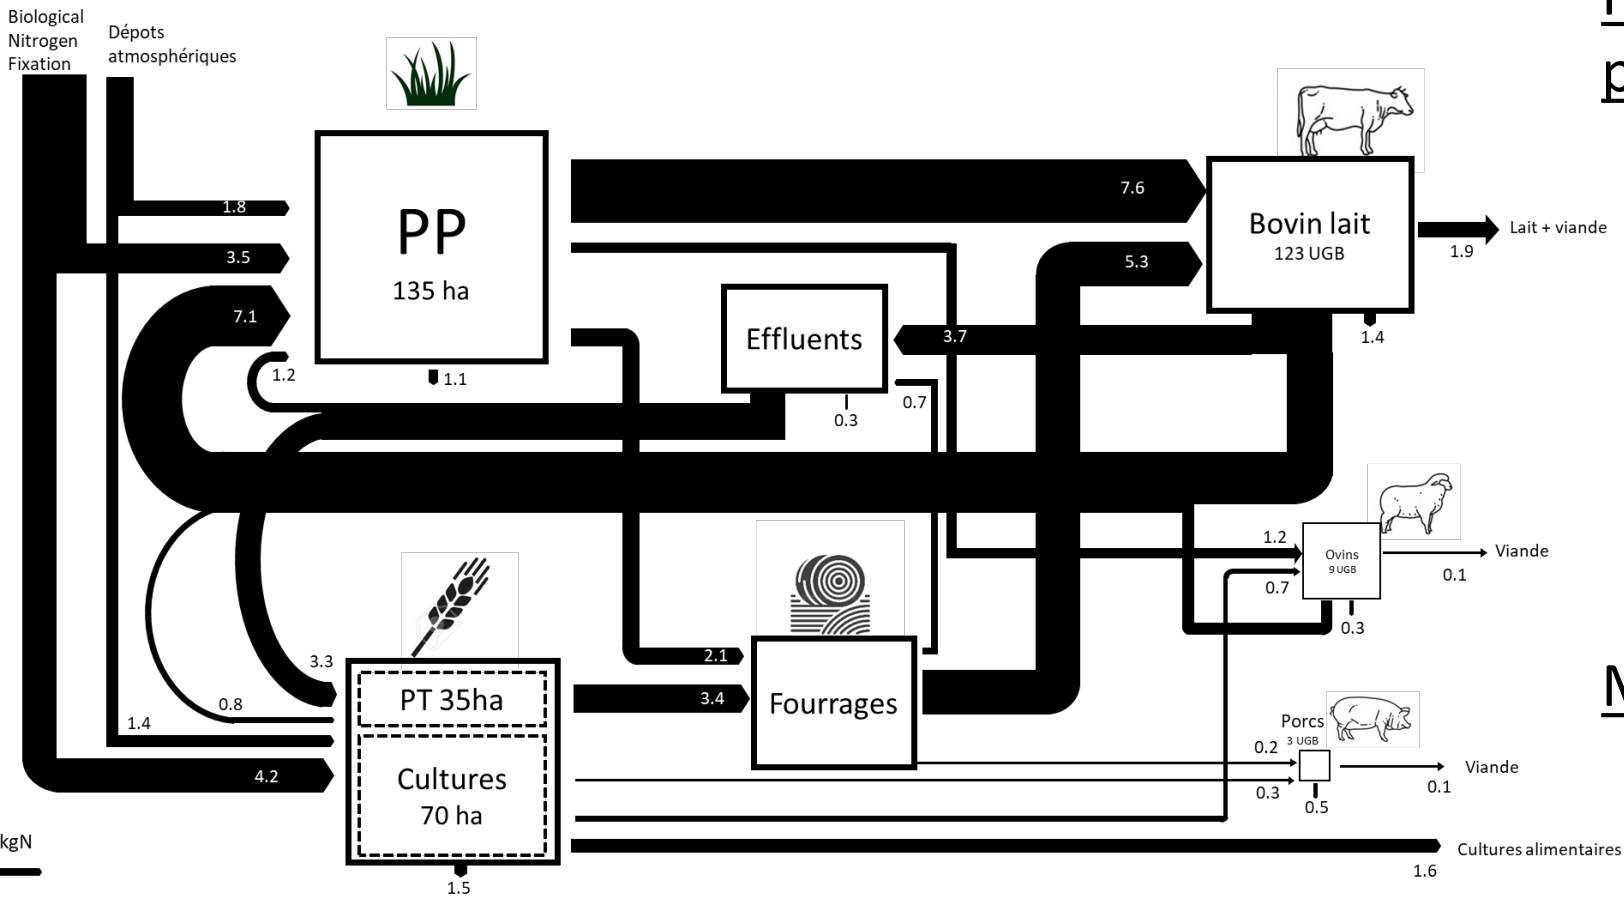 Biological
Nitrogen
Fixation
Dépots
atmosphériques
p
1.8
3.5
7.1
1.2
PP
135 ha
1.1
7.6
5.3
Bovin lait
123 UGB
Lait + viande
1.9
1.4
Effluents
3.7
0.3
0.7
1.2
0.7
Ovins
9 UGB
Viande
0.1
0.3
3.3
0.8
1.4
4.2
PT 35ha
Cultures
70 ha
1.5
2.1
3.4
Fourrages
Porcs
3 UGB
0.2
0.3
0.5
Viande
0.1
Cultures alimentaires
1.6
kgN
M